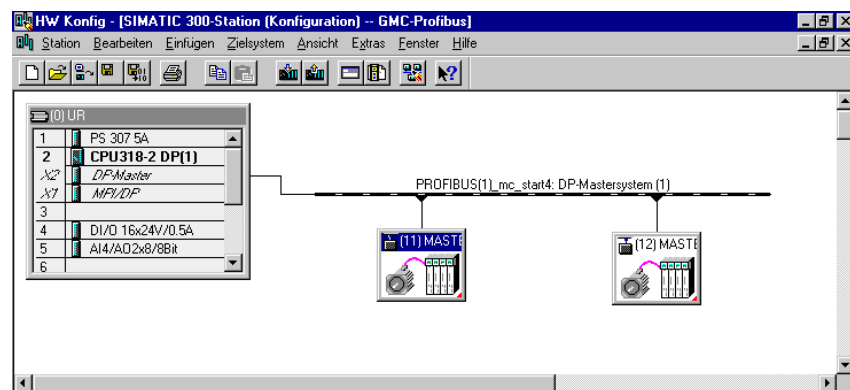 HW Konfig - [SIMATIC 300-Station (Konfiguration) -- GMC-Profibus]
Station Bearbeiten Einfügen Zielsystem Ansicht Extras Fenster Hilfe
(0) UR
1 PS 307 5A
2 CPU318-2 DP(1)
X2 DP-Master
X1 MPI/DP
3
4 DI/O 16x24V/0.5A
5 AI4/AO2x8/8Bit
6
PROFIBUS(1)_mc_start4: DP-Mastersystem (1)
(11) MASTE
(12) MASTE